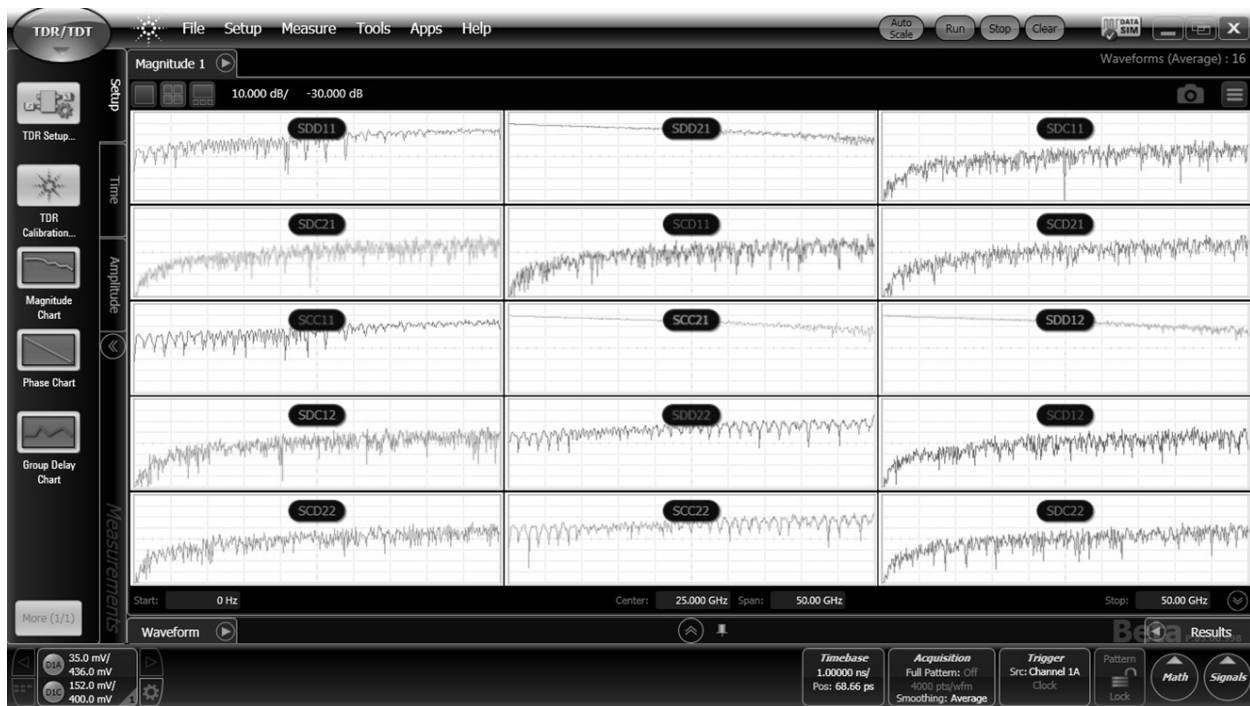 TDR/TDT
File Setup Measure Tools Apps Help
Auto Scale
Run
Stop
Clear
DATA
SIM
X
Magnitude 1
Waveforms (Average) : 16
10.000 dB/ -30.000 dB
Setup
Time
Amplitude
Measurements
TDR Setup...
TDR
Calibration...
Magnitude
Chart
Phase Chart
Group Delay
Chart
More (1/1)
SDD11
SDD21
SDC11
SDC21
SCD11
SCD21
SCC11
SCC21
SDD12
SDC12
SDD22
SCD12
SCD22
SCC22
SDC22
Start: 0 Hz
Center: 25.000 GHz Span: 50.00 GHz
Stop: 50.00 GHz
Waveform
Beta
Results
D1A 35.0 mV/
436.0 mV
D1C 152.0 mV/
400.0 mV
1
Timebase
1.00000 ns/
Pos: 68.66 ps
Acquisition
Full Pattern: Off
4000 pts/wfm
Smoothing: Average
Trigger
Src: Channel 1A
Clock
Pattern
Lock
Math
Signals